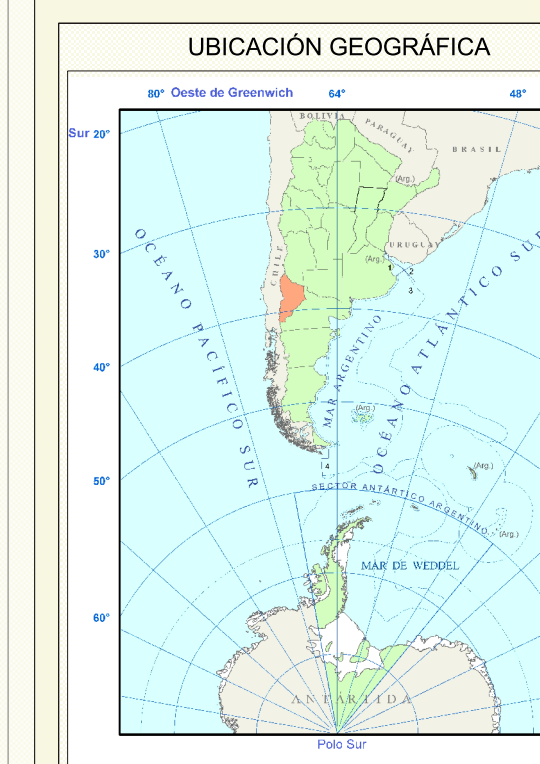 UBICACIÓN GEOGRÁFICA
80° Oeste de Greenwich 64° 48°
Sur 20°
BOLIVIA
PARAGUAY
BRASIL
(Arg.)
OCÉANO PACÍFICO SUR
CHILE
URUGUAY
(Arg.)
1
2
3
30°
OCÉANO ATLÁNTICO SUR
MAR ARGENTINO
40°
(Arg.)
4
(Arg.)
50°
SECTOR ANTÁRTICO ARGENTINO
(Arg.)
MAR DE WEDDEL
60°
ANTÁRTIDA
Polo Sur